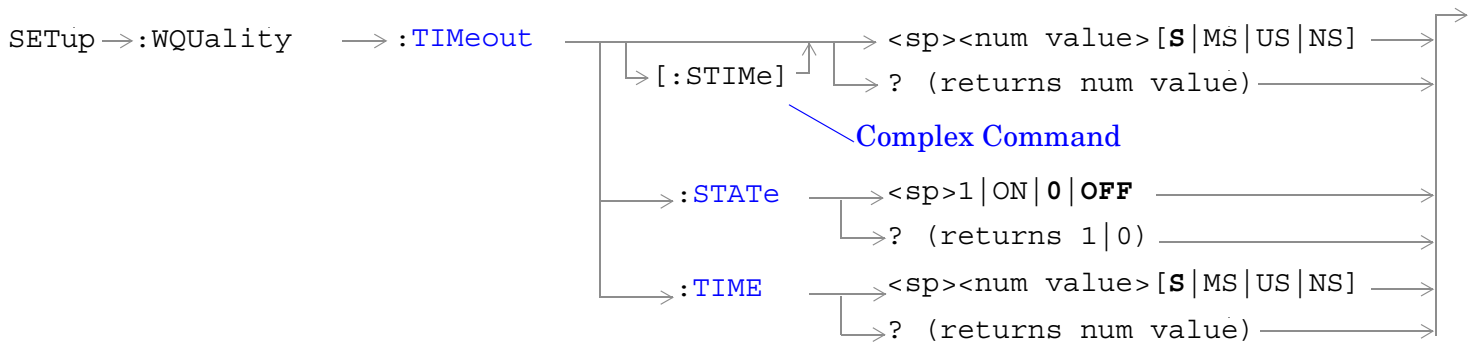 SETup :WQUality :TIMeout <sp><num value>[S|MS|US|NS]
[:STIMe] ? (returns num value)
Complex Command
:STATe <sp>1|ON|0|OFF
? (returns 1|0)
:TIME <sp><num value>[S|MS|US|NS]
? (returns num value)